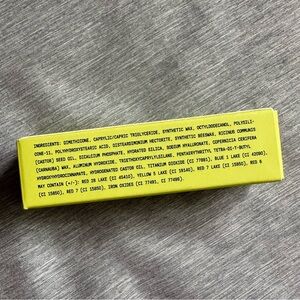 INGREDIENTS: DIMETHICONE, CAPRYLIC/CAPRIC TRIGLYCERIDE, SYNTHETIC WAX, OCTYLDODECANOL, POLYSILI-
CONE-11, POLYHYDROXYSTEARIC ACID, DISTEARDIMONIUM HECTORITE, SYNTHETIC BEESWAX, RICINUS COMMUNIS
(CASTOR) SEED OIL, DICALCIUM PHOSPHATE, HYDRATED SILICA, SODIUM HYALURONATE, COPERNICIA CERIFERA
(CARNAUBA) WAX, ALUMINUM HYDROXIDE, TRIETHOXYCAPRYLYLSILANE, PENTAERYTHRITYL TETRA-DI-T-BUTYL
HYDROXYHYDROCINNAMATE, HYDROGENATED CASTOR OIL, TITANIUM DIOXIDE (CI 77891), BLUE 1 LAKE (CI 42090),
MAY CONTAIN (+/-): RED 28 LAKE (CI 45410), YELLOW 5 LAKE (CI 19140), RED 7 LAKE (CI 15850), RED 6
(CI 15850), RED 7 (CI 15850), IRON OXIDES (CI 77491, CI 77499).